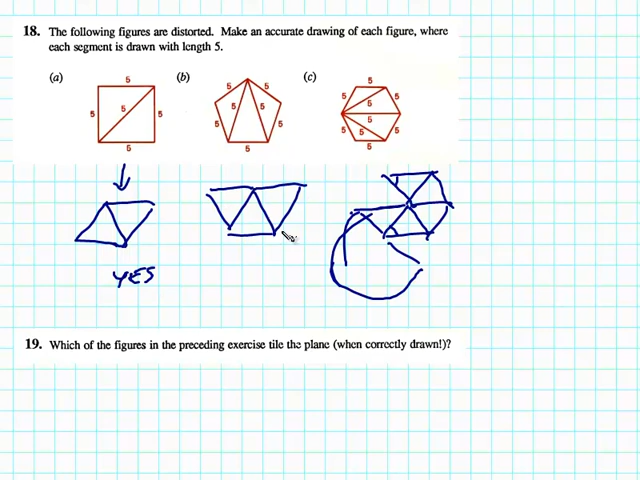 18. The following figures are distorted. Make an accurate drawing of each figure, where
each segment is drawn with length 5.
(a) (b) (c)
5 5 5 5 5
5 5 5 5 5 5
5 5 5 5 5 5 5
5 5 5
YES
19. Which of the figures in the preceding exercise tile the plane (when correctly drawn!)?